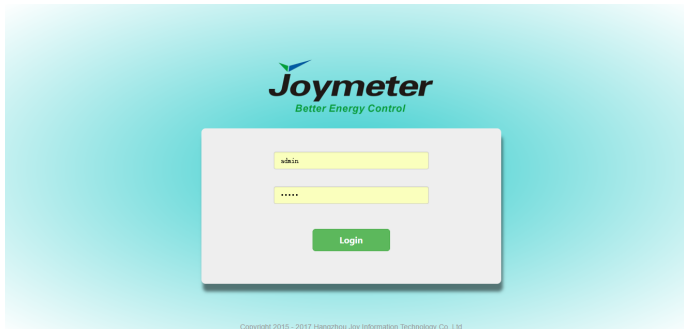 Joymeter
Better Energy Control
admin
•••••
Login
Copyright 2015 - 2017 Hangzhou Joy Information Technology Co. Ltd